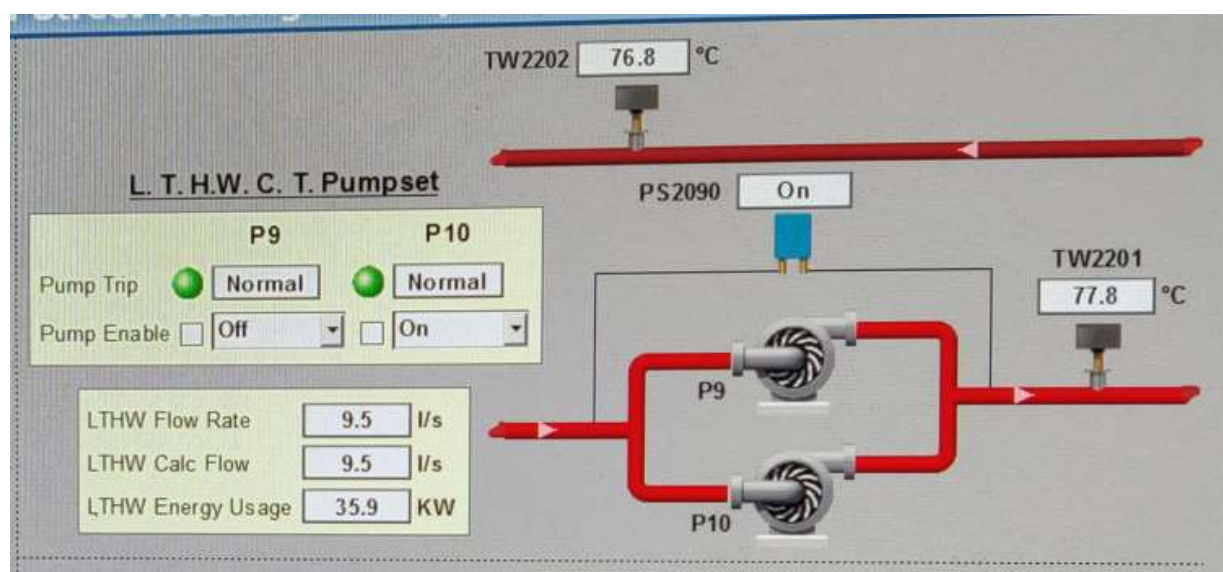 TW2202 76.8 °C
L. T. H.W. C. T. Pumpset
PS2090 On
P9 P10
Pump Trip Normal Normal
TW2201
77.8 °C
Pump Enable Off On
P9
LTHW Flow Rate 9.5 l/s
LTHW Calc Flow 9.5 l/s
LTHW Energy Usage 35.9 KW
P10